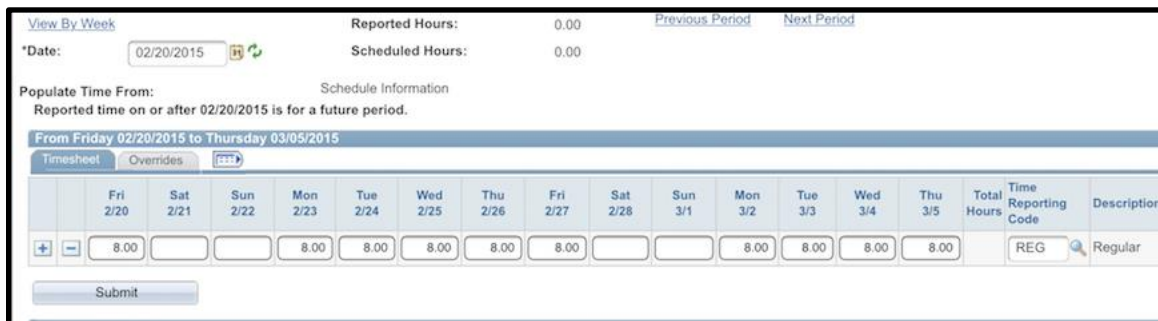 View By Week Reported Hours: 0.00 Previous Period Next Period
*Date: 02/20/2015 Scheduled Hours: 0.00
Populate Time From: Schedule Information
Reported time on or after 02/20/2015 is for a future period.
From Friday 02/20/2015 to Thursday 03/05/2015
Timesheet Overrides
Fri 2/20 Sat 2/21 Sun 2/22 Mon 2/23 Tue 2/24 Wed 2/25 Thu 2/26 Fri 2/27 Sat 2/28 Sun 3/1 Mon 3/2 Tue 3/3 Wed 3/4 Thu 3/5 Total Hours Time Reporting Code Description
8.00 8.00 8.00 8.00 8.00 8.00 8.00 8.00 8.00 8.00 REG Regular
Submit